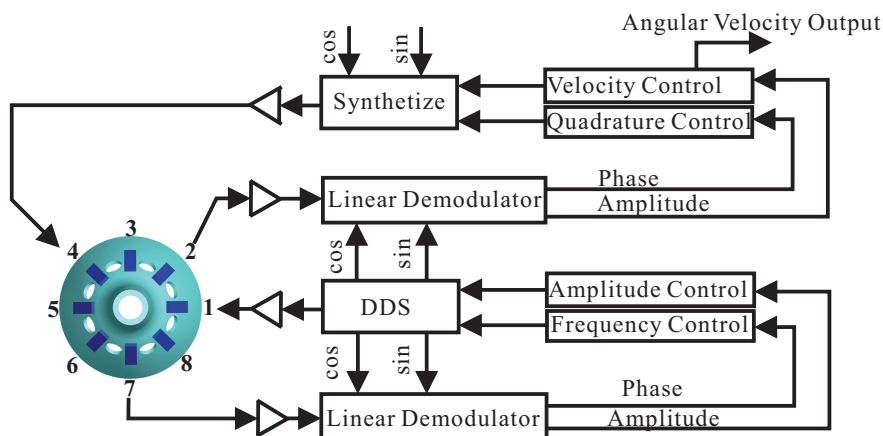 Angular Velocity Output
cos
sin
Velocity Control
Synthetize
Quadrature Control
Phase
Linear Demodulator
Amplitude
3
4
2
cos
sin
5
1
DDS
Amplitude Control
Frequency Control
6
8
7
cos
sin
Phase
Linear Demodulator
Amplitude